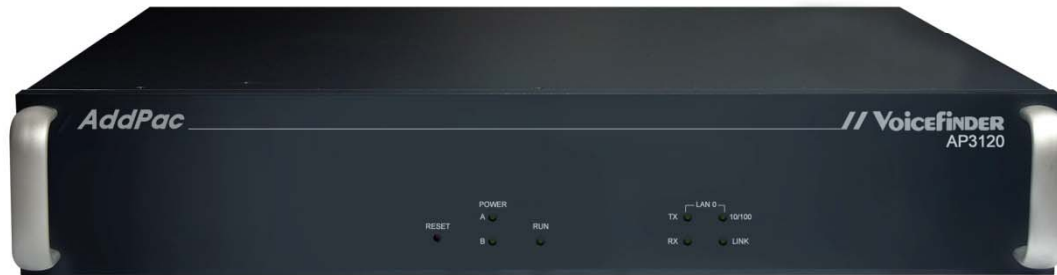 AddPac
// VOICEFINDER
AP3120
POWER
LAN 0
A
TX
10/100
RESET
RUN
B
RX
LINK